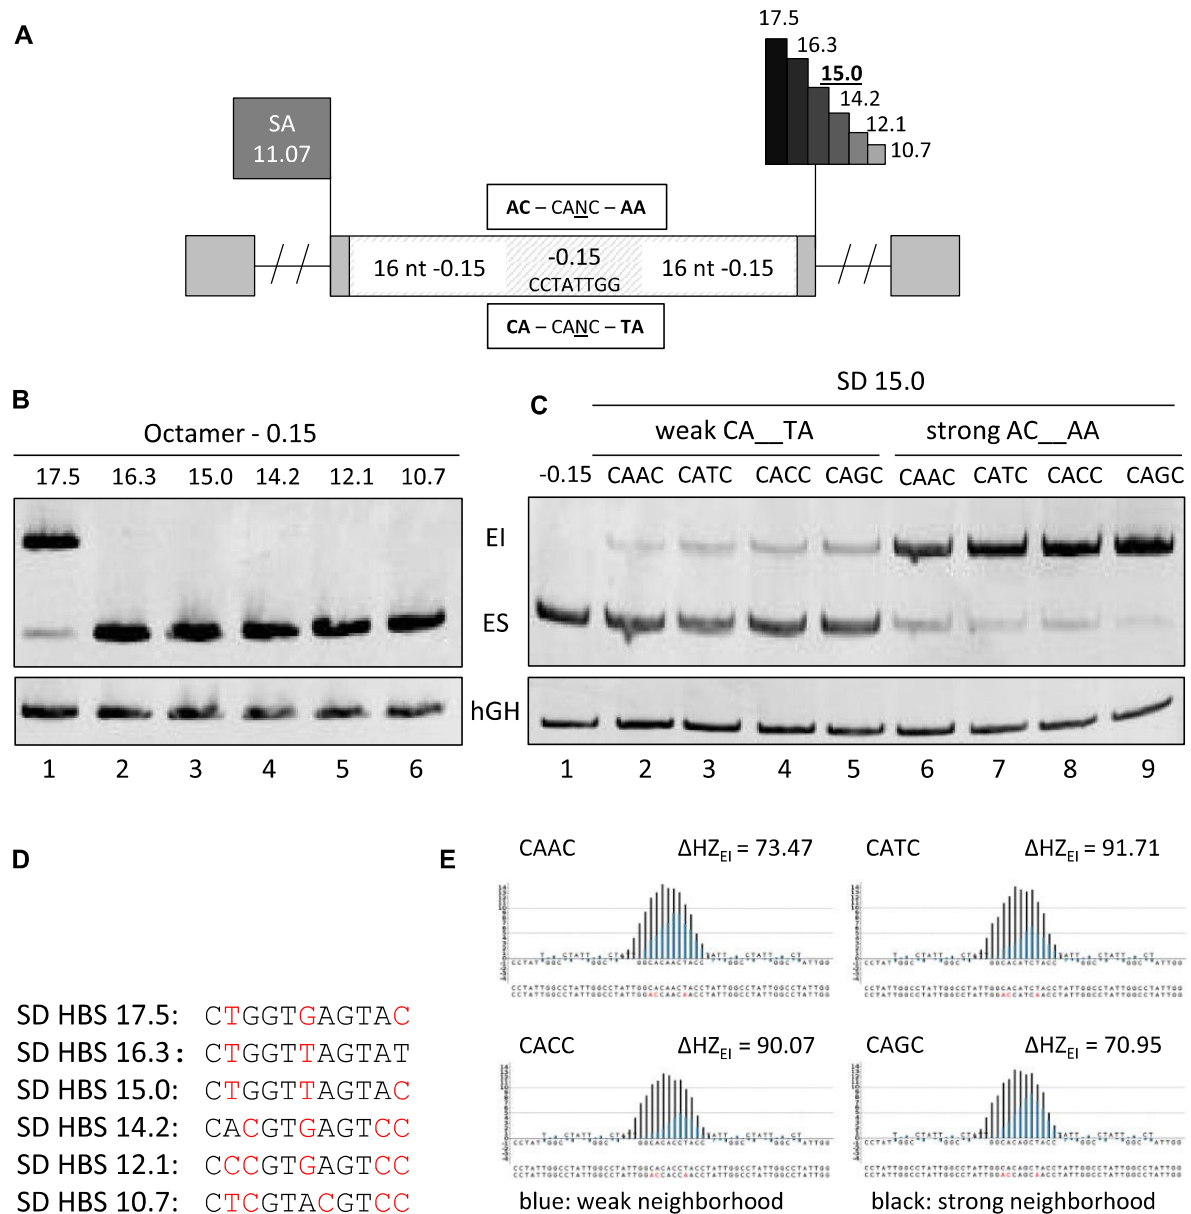 A
17.5
16.3
15.0
14.2
12.1
10.7
SA
11.07
AC – CANC – AA
16 nt -0.15
-0.15
CCTATTGG
16 nt -0.15
CA – CANC – TA
B
Octamer - 0.15
17.5 16.3 15.0 14.2 12.1 10.7
EI
ES
hGH
1 2 3 4 5 6
C
SD 15.0
weak CA__TA strong AC__AA
-0.15 CAAC CATC CACC CAGC CAAC CATC CACC CAGC
1 2 3 4 5 6 7 8 9
D
SD HBS 17.5: CTGGTGAGTAC
SD HBS 16.3: CTGGTTAGTAT
SD HBS 15.0: CTGGTTAGTAC
SD HBS 14.2: CACGTGAGTCC
SD HBS 12.1: CCCGTGAGTCC
SD HBS 10.7: CTCGTACGTCC
E
CAAC ΔHZEI = 73.47
CCTATTGGCCTATTGGCCTATTGGCACAACTACCTATTGGCCTATTGGCCTATTGG
CCTATTGGCCTATTGGCCTATTGGACCAACAACCTATTGGCCTATTGGCCTATTGG
CATC ΔHZEI = 91.71
CACC ΔHZEI = 90.07
CAGC ΔHZEI = 70.95
blue: weak neighborhood
black: strong neighborhood